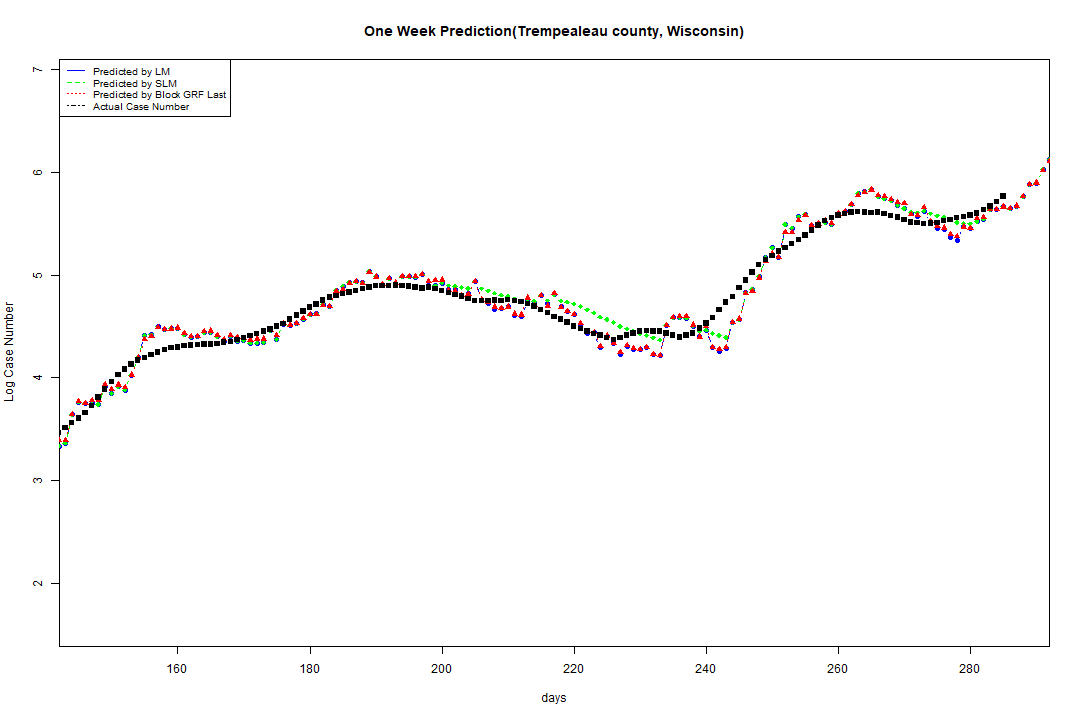 One Week Prediction(Trempealeau county, Wisconsin)
Predicted by LM
Predicted by SLM
Predicted by Block GRF Last
Actual Case Number
7
6
5
4
3
2
Log Case Number
160 180 200 220 240 260 280
days